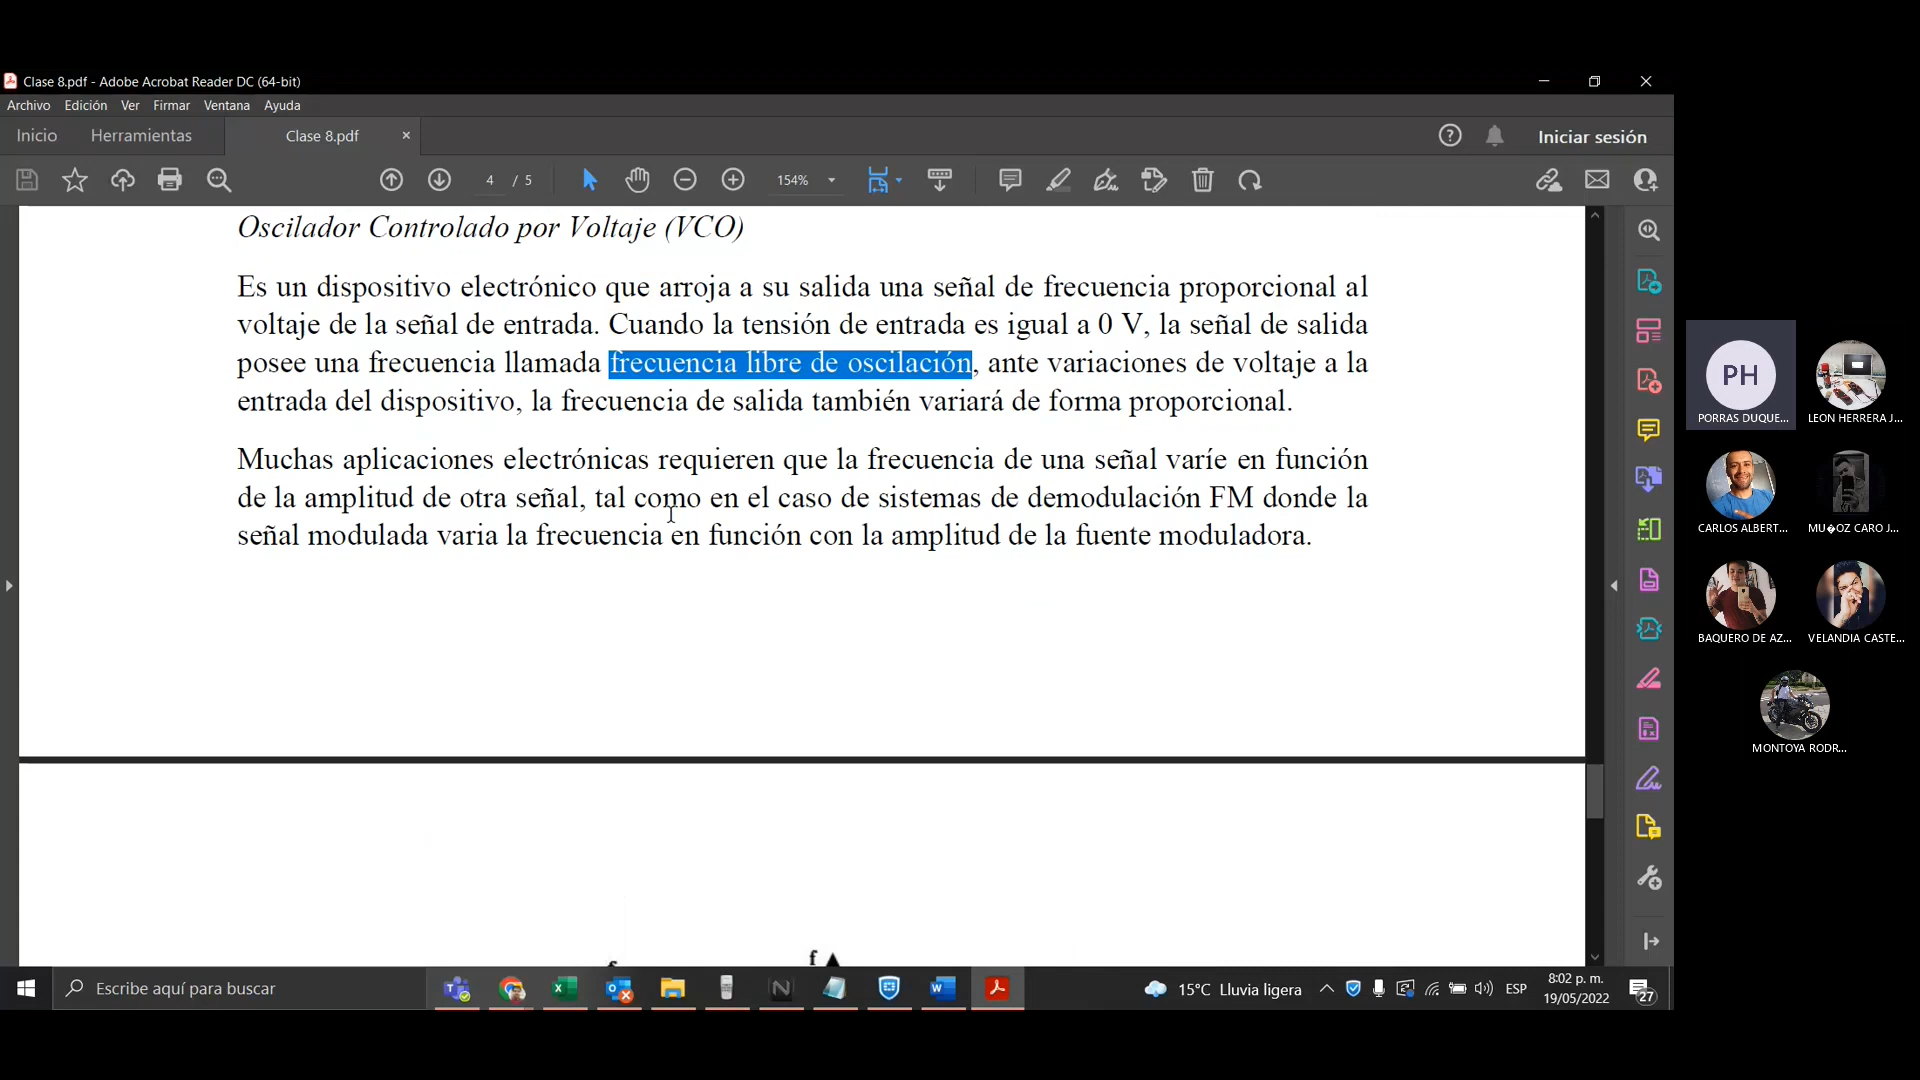 Clase 8.pdf - Adobe Acrobat Reader DC (64-bit)
Archivo Edición Ver Firmar Ventana Ayuda
Inicio Herramientas Clase 8.pdf × Iniciar sesión
4 / 5 154%
Oscilador Controlado por Voltaje (VCO)
Es un dispositivo electrónico que arroja a su salida una señal de frecuencia proporcional al
voltaje de la señal de entrada. Cuando la tensión de entrada es igual a 0 V, la señal de salida
posee una frecuencia llamada frecuencia libre de oscilación, ante variaciones de voltaje a la
entrada del dispositivo, la frecuencia de salida también variará de forma proporcional.
Muchas aplicaciones electrónicas requieren que la frecuencia de una señal varíe en función
de la amplitud de otra señal, tal como en el caso de sistemas de demodulación FM donde la
señal modulada varia la frecuencia en función con la amplitud de la fuente moduladora.
f
PH
PORRAS DUQUE... LEON HERRERA J...
CARLOS ALBERT... MU�OZ CARO J...
BAQUERO DE AZ... VELANDIA CASTE...
MONTOYA RODR...
Escribe aquí para buscar
15°C Lluvia ligera ESP
8:02 p. m.
19/05/2022
27